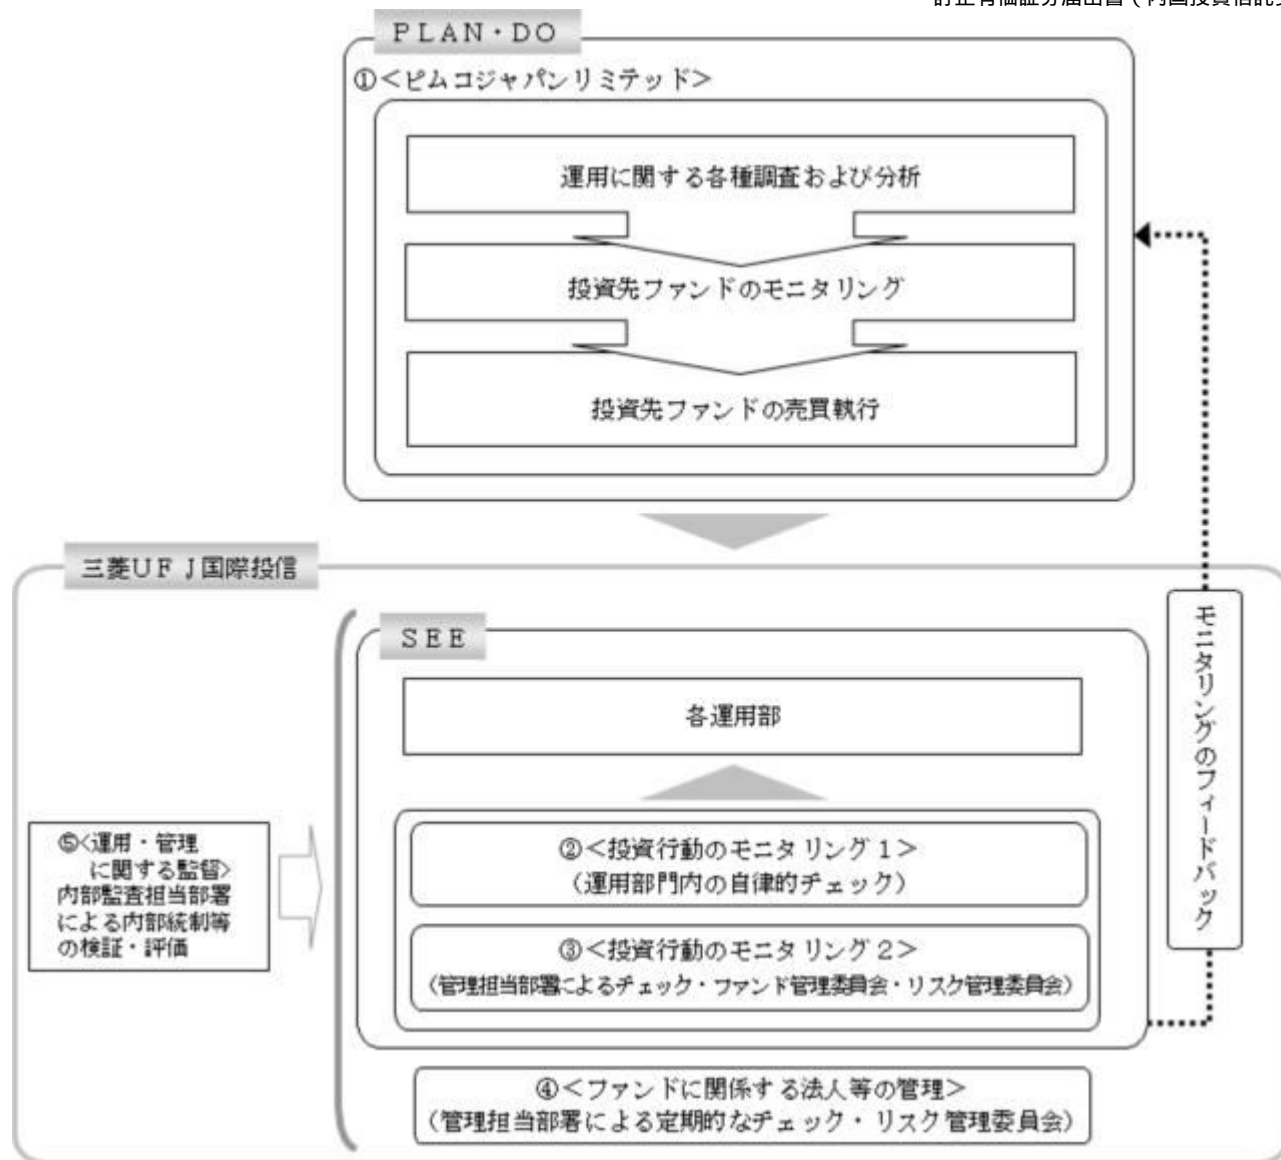 PLAN・DO
①<ピムコジャパンリミテッド>
運用に関する各種調査および分析
投資先ファンドのモニタリング
投資先ファンドの売買執行
三菱UFJ国際投信
SEE
各運用部
②<投資行動のモニタリング1>
(運用部門内の自律的チェック)
③<投資行動のモニタリング2>
(管理担当部署によるチェック・ファンド管理委員会・リスク管理委員会)
④<ファンドに関係する法人等の管理>
(管理担当部署による定期的なチェック・リスク管理委員会)
⑤<運用・管理
に関する監督>
内部監査担当部署
による内部統制等
の検証・評価
モニタリングのフィードバック